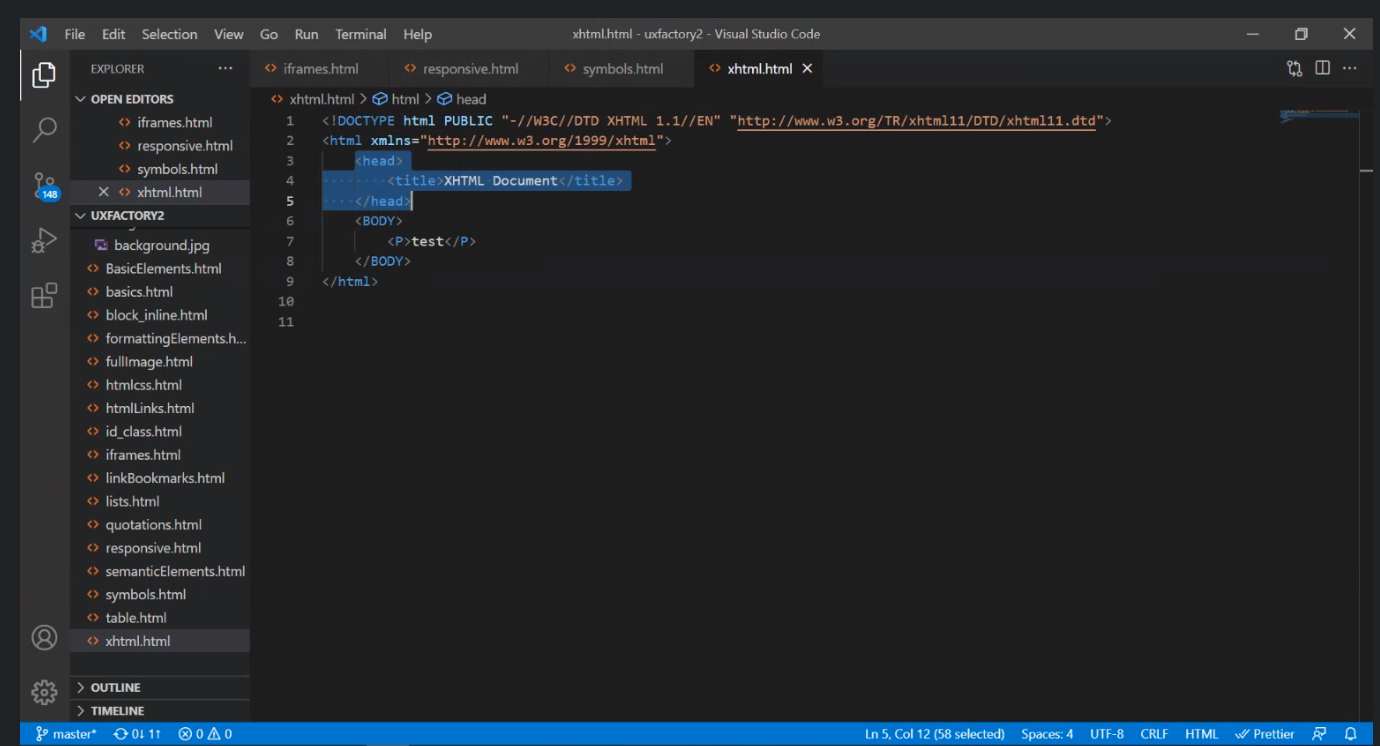 File Edit Selection View Go Run Terminal Help
xhtml.html - uxfactory2 - Visual Studio Code
EXPLORER
OPEN EDITORS
iframes.html
responsive.html
symbols.html
xhtml.html
148
UXFACTORY2
background.jpg
BasicElements.html
basics.html
block_inline.html
formattingElements.h...
fullImage.html
htmlcss.html
htmlLinks.html
id_class.html
iframes.html
linkBookmarks.html
lists.html
quotations.html
responsive.html
semanticElements.html
symbols.html
table.html
xhtml.html
OUTLINE
TIMELINE
iframes.html responsive.html symbols.html xhtml.html
xhtml.html > html > head
1 <!DOCTYPE html PUBLIC "-//W3C//DTD XHTML 1.1//EN" "http://www.w3.org/TR/xhtml11/DTD/xhtml11.dtd">
2 <html xmlns="http://www.w3.org/1999/xhtml">
3 <head>
4 <title>XHTML Document</title>
5 </head>
6 <BODY>
7 <P>test</P>
8 </BODY>
9 </html>
10
11
master* 0↓ 1↑ 0 0 Ln 5, Col 12 (58 selected) Spaces: 4 UTF-8 CRLF HTML Prettier